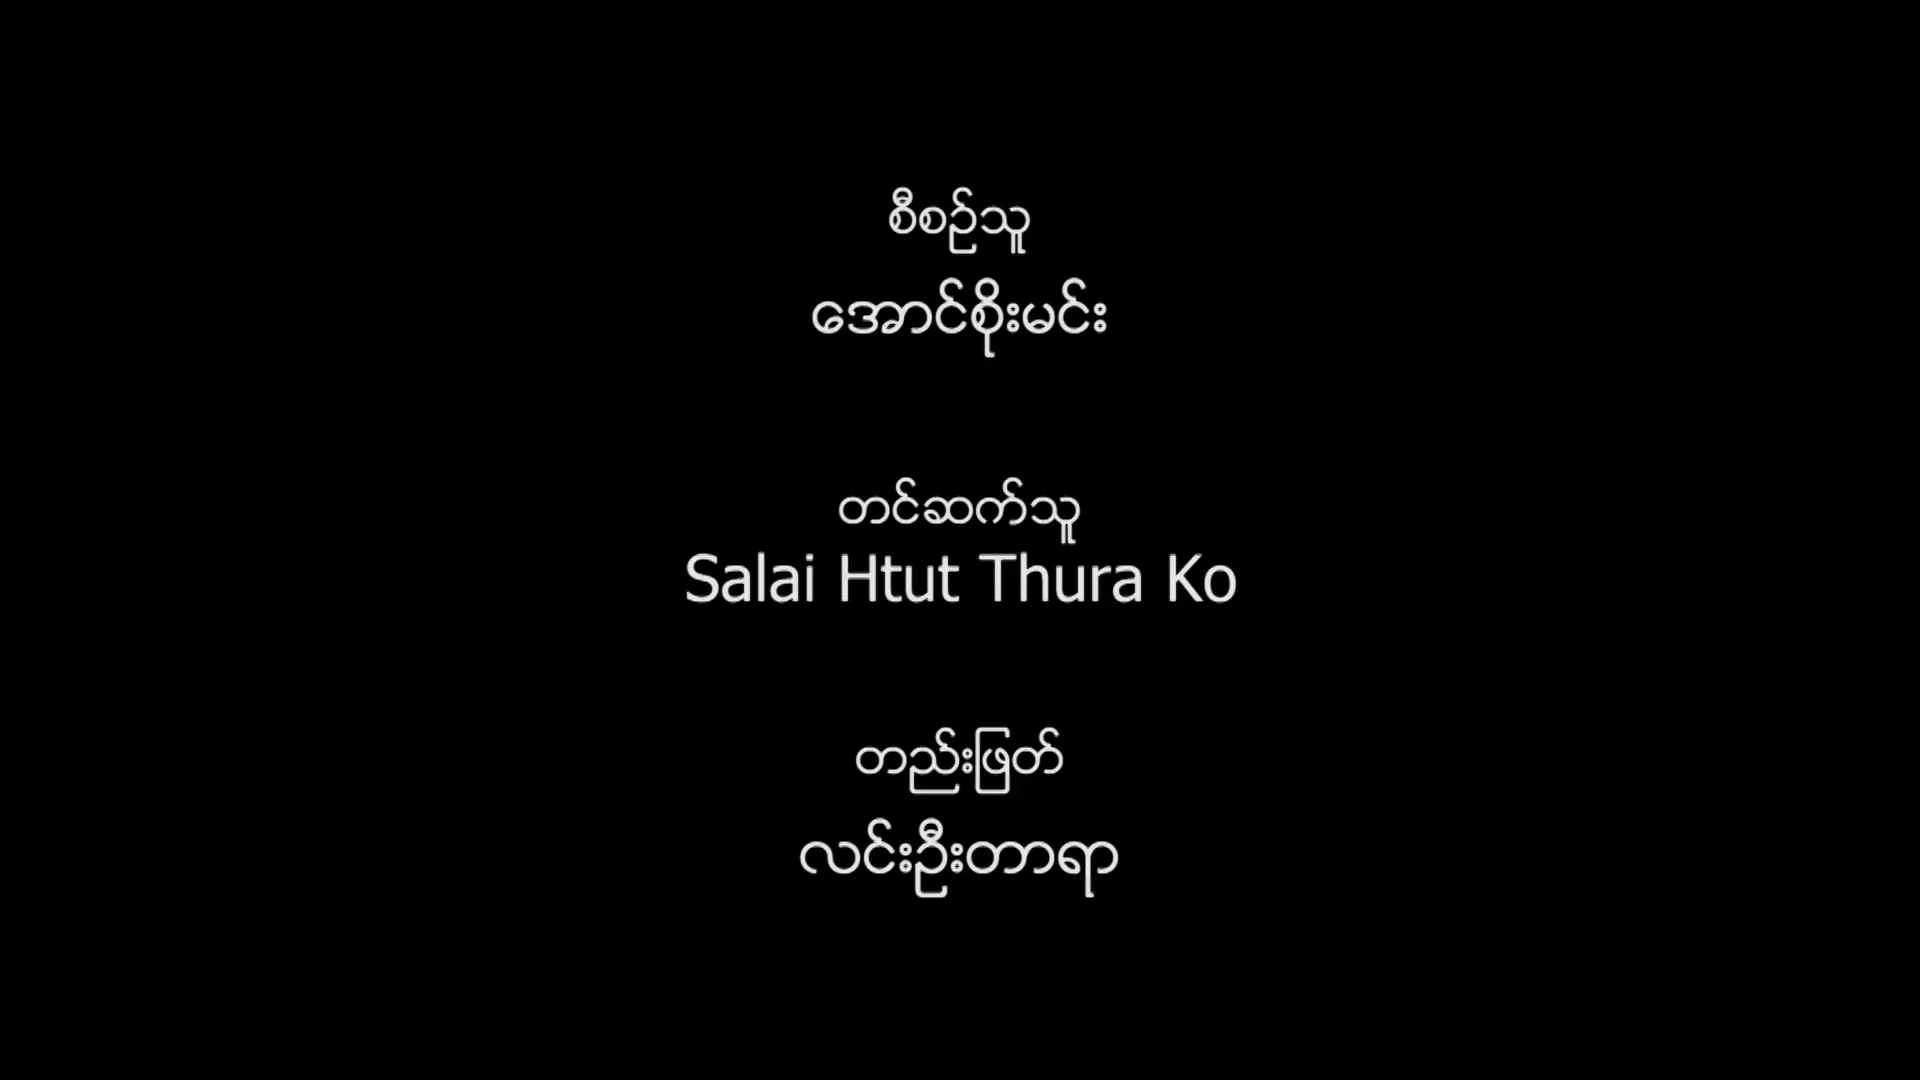 စီစဉ်သူ
အောင်စိုးမင်း
တင်ဆက်သူ
Salai Htut Thura Ko
တည်းဖြတ်
လင်းဦးတာရာ